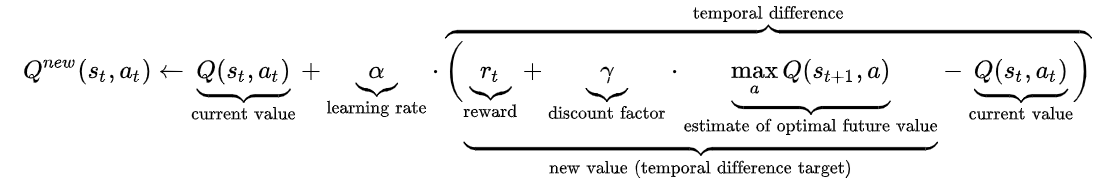 temporal difference
Q^{new}(s_t, a_t) ← Q(s_t, a_t) + α · ( r_t + γ · max_a Q(s_{t+1}, a) − Q(s_t, a_t) )
current value learning rate reward discount factor estimate of optimal future value current value
new value (temporal difference target)